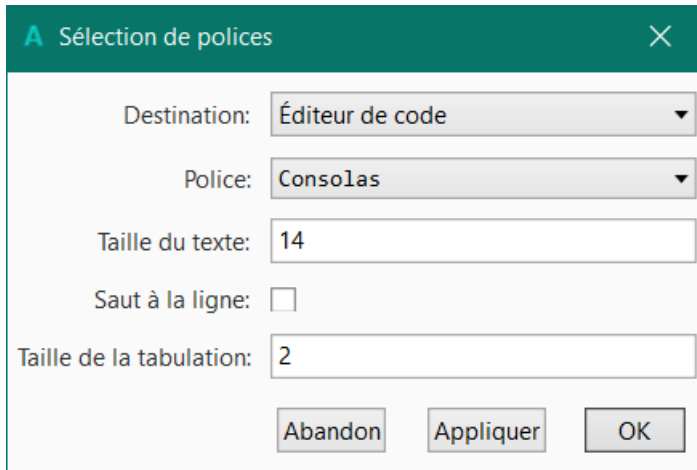 A Sélection de polices
Destination: Éditeur de code
Police: Consolas
Taille du texte: 14
Saut à la ligne:
Taille de la tabulation: 2
Abandon Appliquer OK